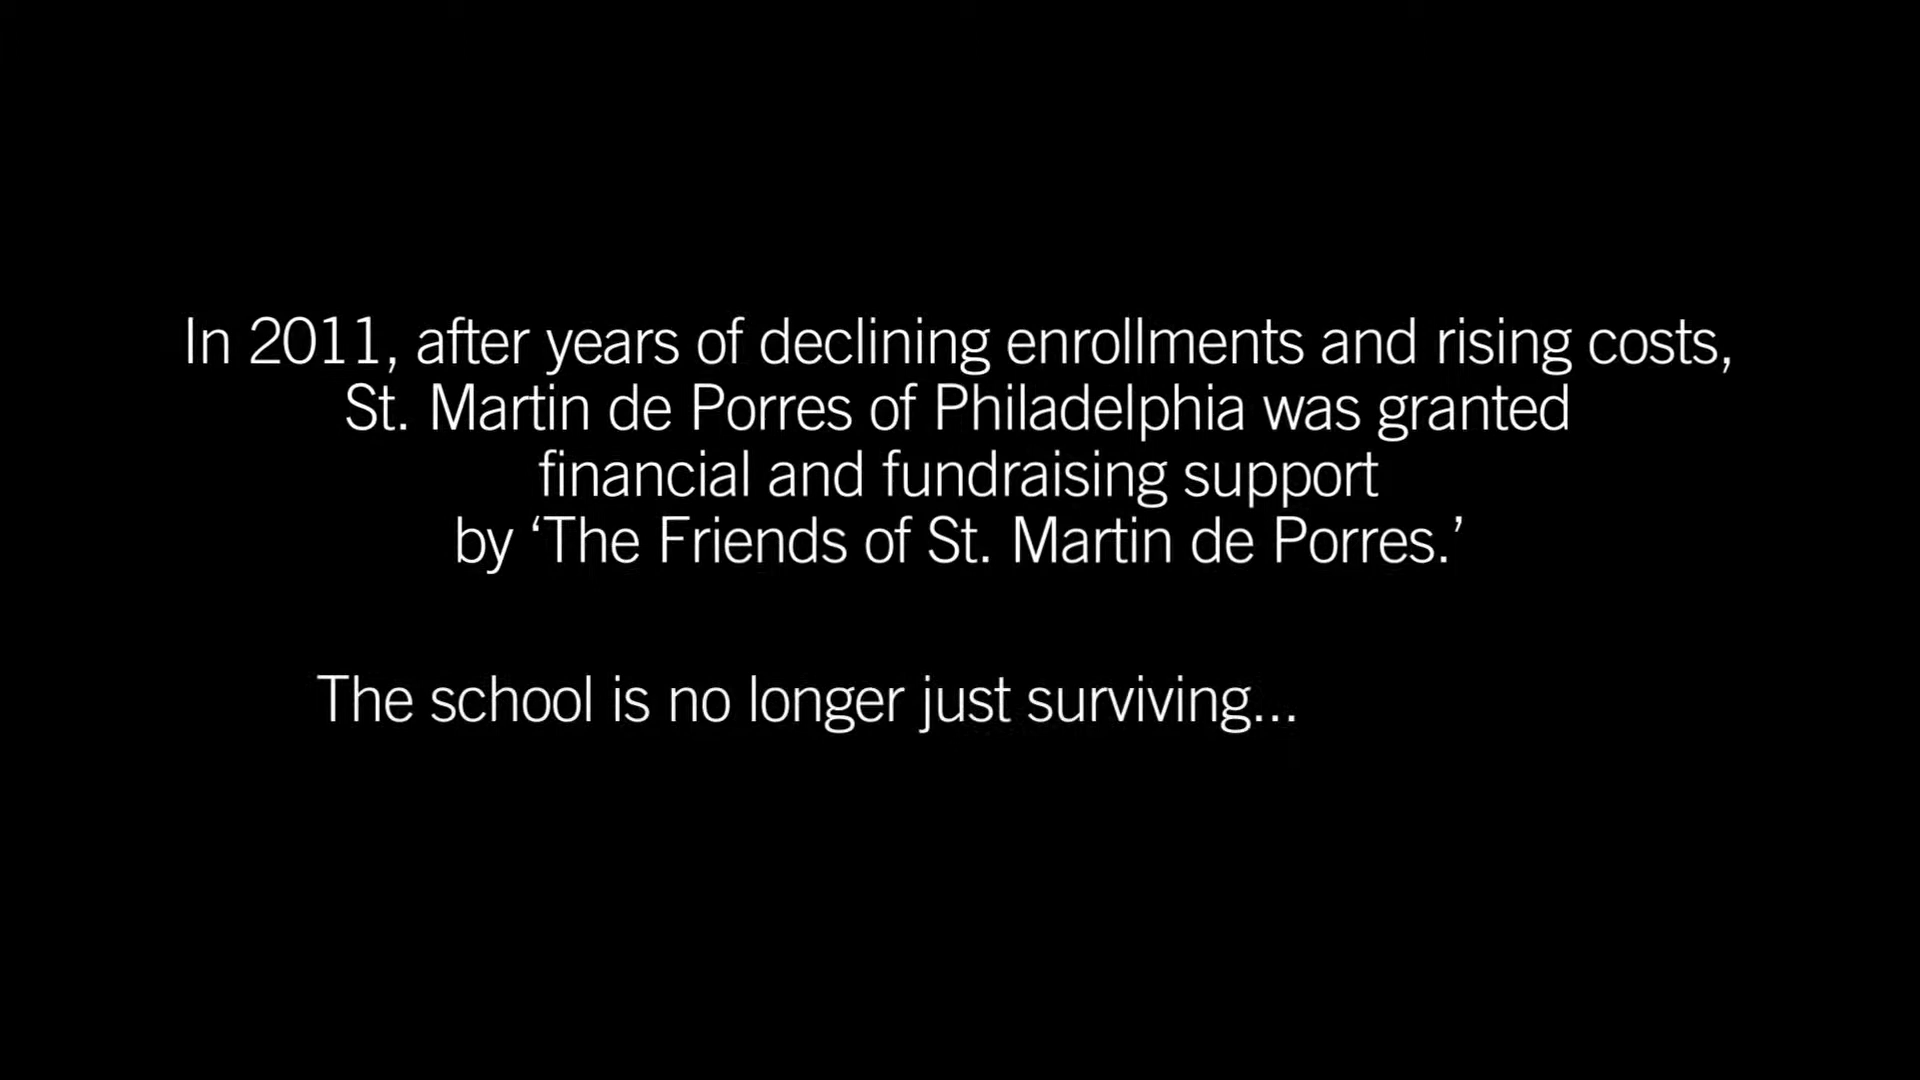 In 2011, after years of declining enrollments and rising costs,
St. Martin de Porres of Philadelphia was granted
financial and fundraising support
by ‘The Friends of St. Martin de Porres.’
The school is no longer just surviving...